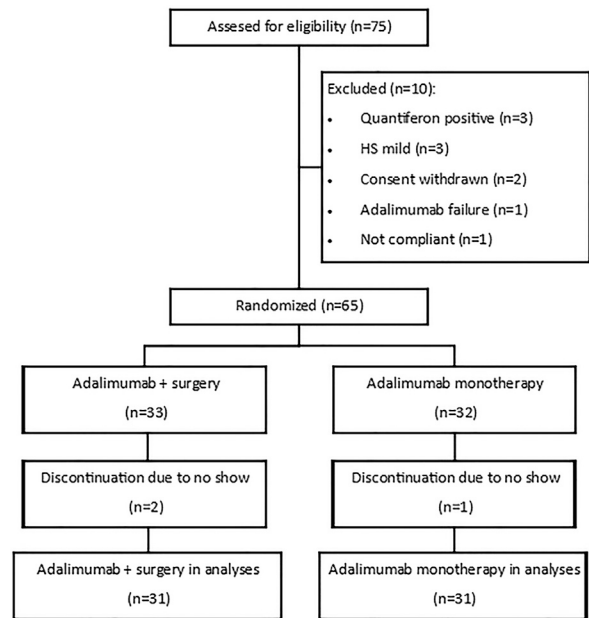 Assesed for eligibility (n=75)
Excluded (n=10):
• Quantiferon positive (n=3)
• HS mild (n=3)
• Consent withdrawn (n=2)
• Adalimumab failure (n=1)
• Not compliant (n=1)
Randomized (n=65)
Adalimumab + surgery
(n=33)
Adalimumab monotherapy
(n=32)
Discontinuation due to no show
(n=2)
Discontinuation due to no show
(n=1)
Adalimumab + surgery in analyses
(n=31)
Adalimumab monotherapy in analyses
(n=31)